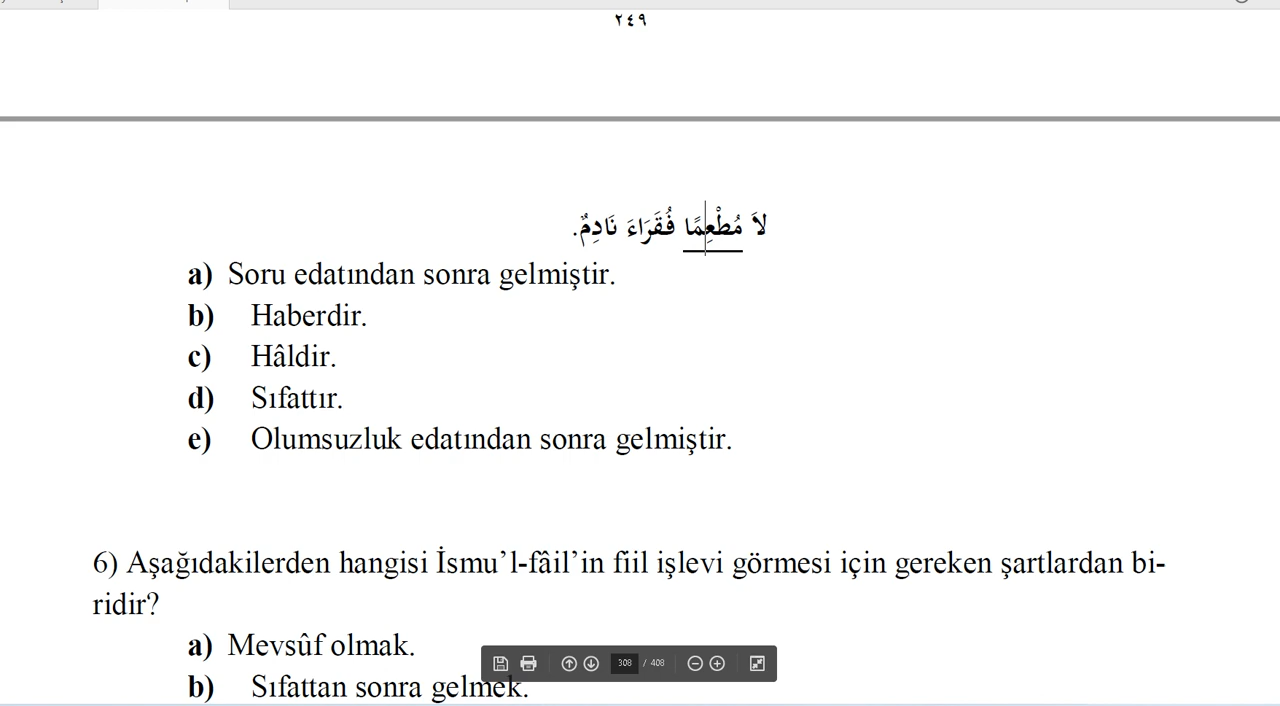 ٢٤٩
لاَ مُطْعِمًا فُقَرَاءَ نَادِمٌ.
a) Soru edatından sonra gelmiştir.
b) Haberdir.
c) Hâldir.
d) Sıfattır.
e) Olumsuzluk edatından sonra gelmiştir.
6) Aşağıdakilerden hangisi İsmu’l-fâil’in fiil işlevi görmesi için gereken şartlardan bi-
ridir?
a) Mevsûf olmak.
b) Sıfattan sonra gelmek.
308 / 408